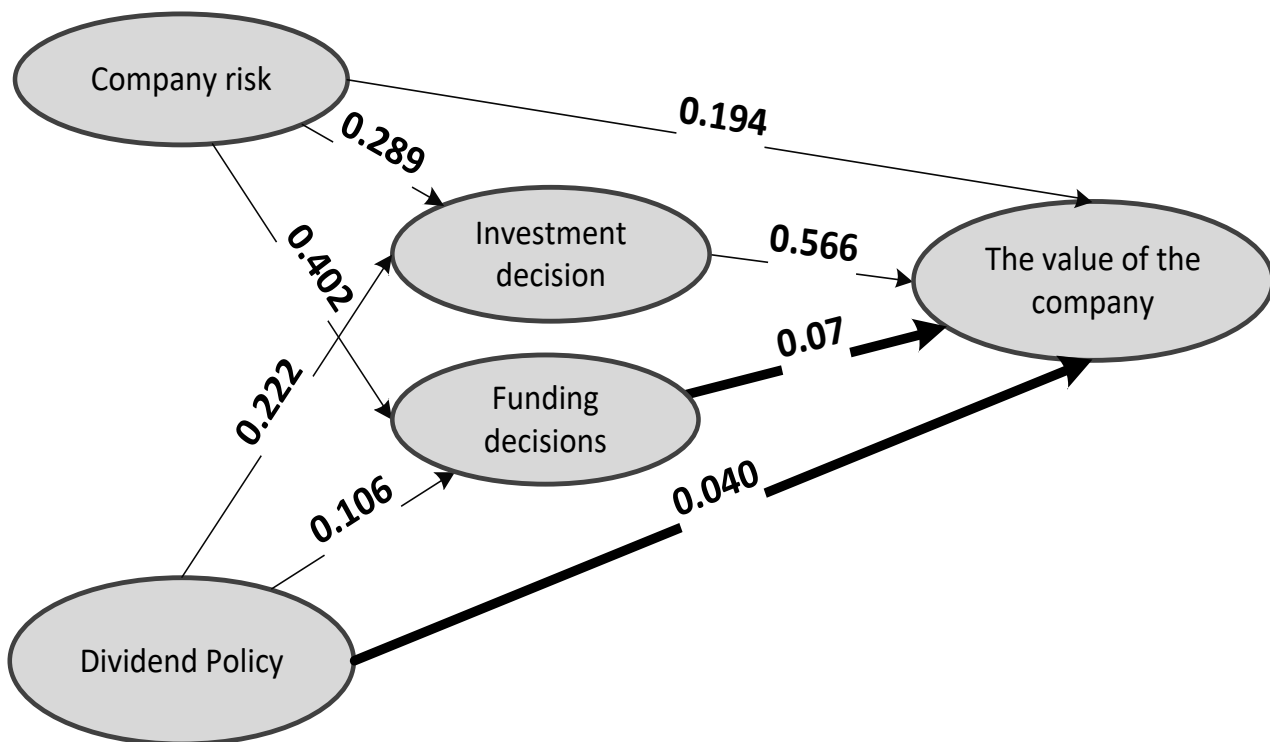 Company risk
0.194
0.289
Investment
decision
0.566
The value of the
company
0.402
0.07
0.222
Funding
decisions
0.040
0.106
Dividend Policy